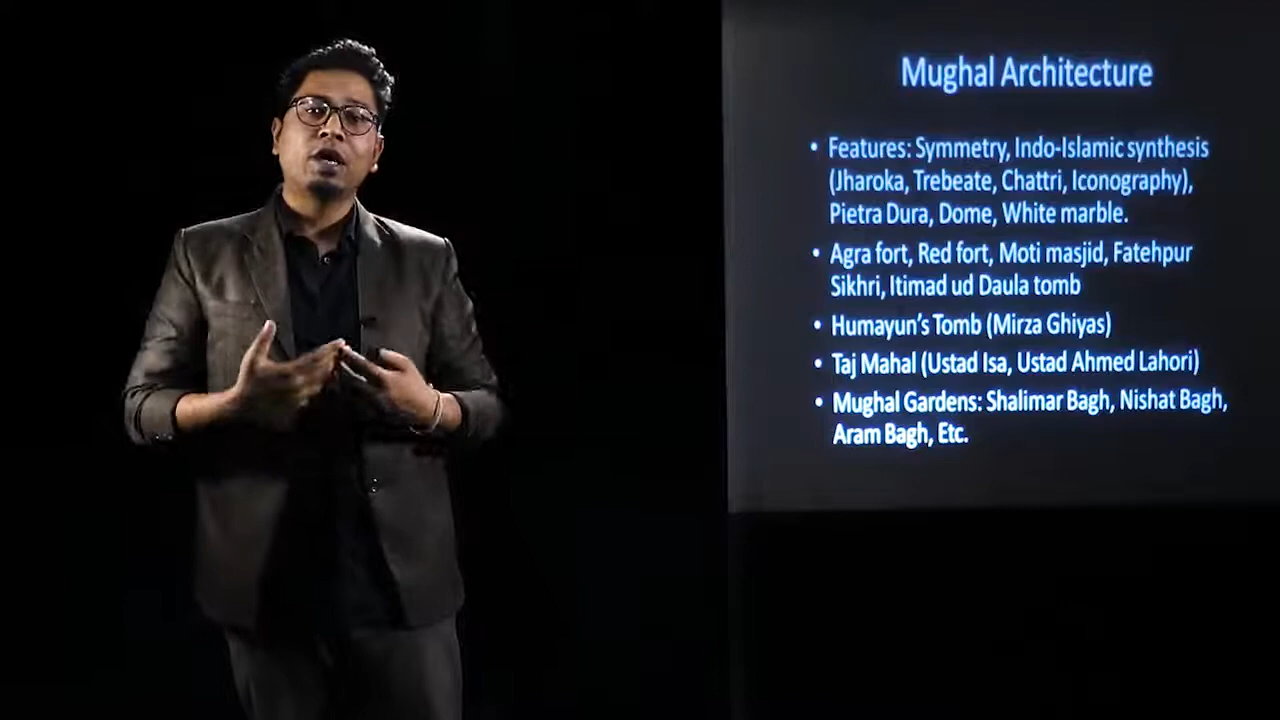 Mughal Architecture
• Features: Symmetry, Indo-Islamic synthesis
(Jharoka, Trebeate, Chattri, Iconography),
Pietra Dura, Dome, White marble.
• Agra fort, Red fort, Moti masjid, Fatehpur
Sikhri, Itimad ud Daula tomb
• Humayun's Tomb (Mirza Ghiyas)
• Taj Mahal (Ustad Isa, Ustad Ahmed Lahori)
• Mughal Gardens: Shalimar Bagh, Nishat Bagh,
Aram Bagh, Etc.